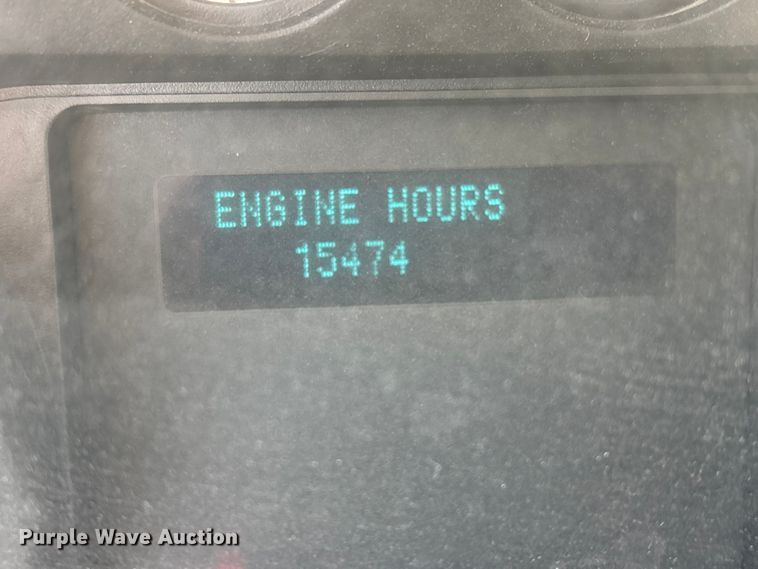 ENGINE HOURS
15474
Purple Wave Auction